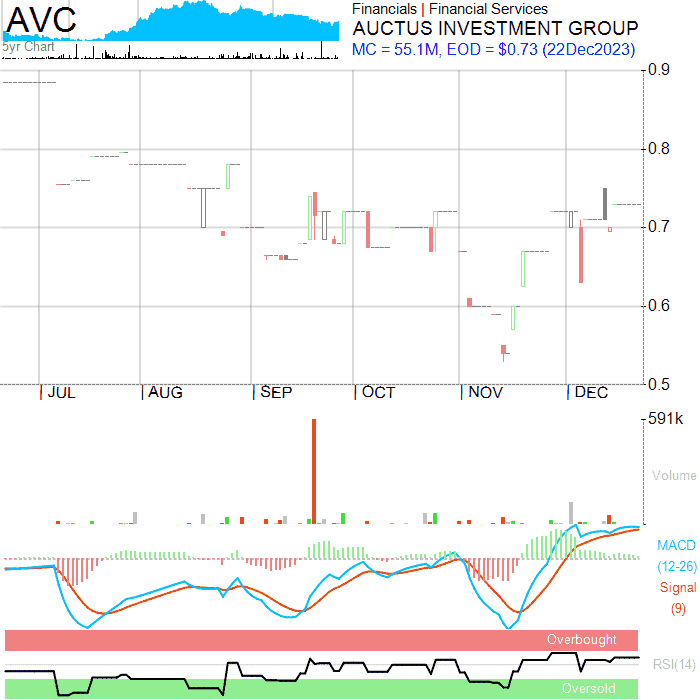 AVC
5yr Chart
Financials | Financial Services
AUCTUS INVESTMENT GROUP
MC = 55.1M, EOD = $0.73 (22Dec2023)
0.9
0.8
0.7
0.6
0.5
JUL AUG SEP OCT NOV DEC
591k
Volume
MACD
(12-26)
Signal
(9)
Overbought
RSI(14)
Oversold